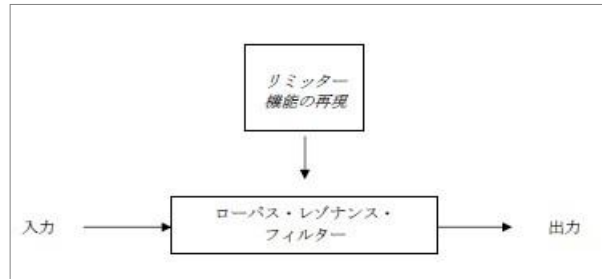 リミッター
機能の再現
入力
ローパス・レゾナンス・
フィルター
出力